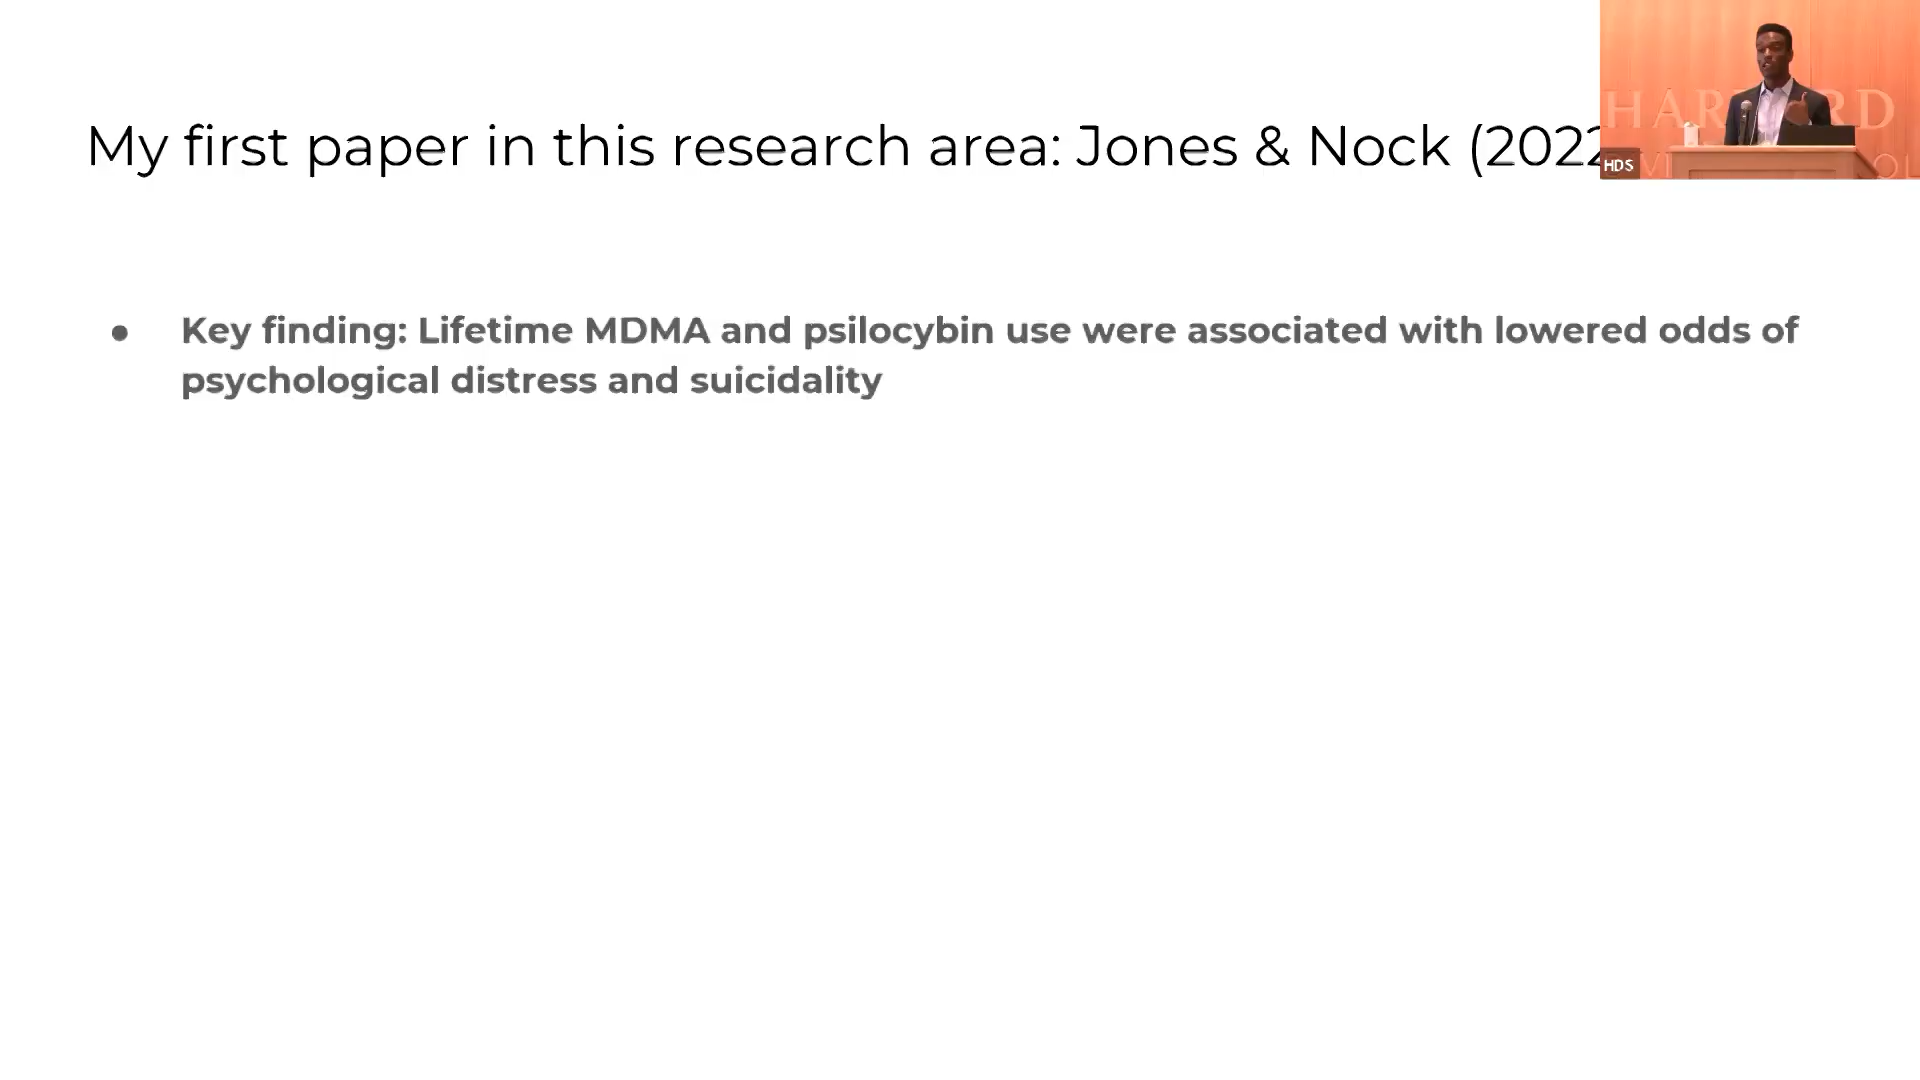 My first paper in this research area: Jones & Nock (2022
HARVARD
HDS
● Key finding: Lifetime MDMA and psilocybin use were associated with lowered odds of
psychological distress and suicidality